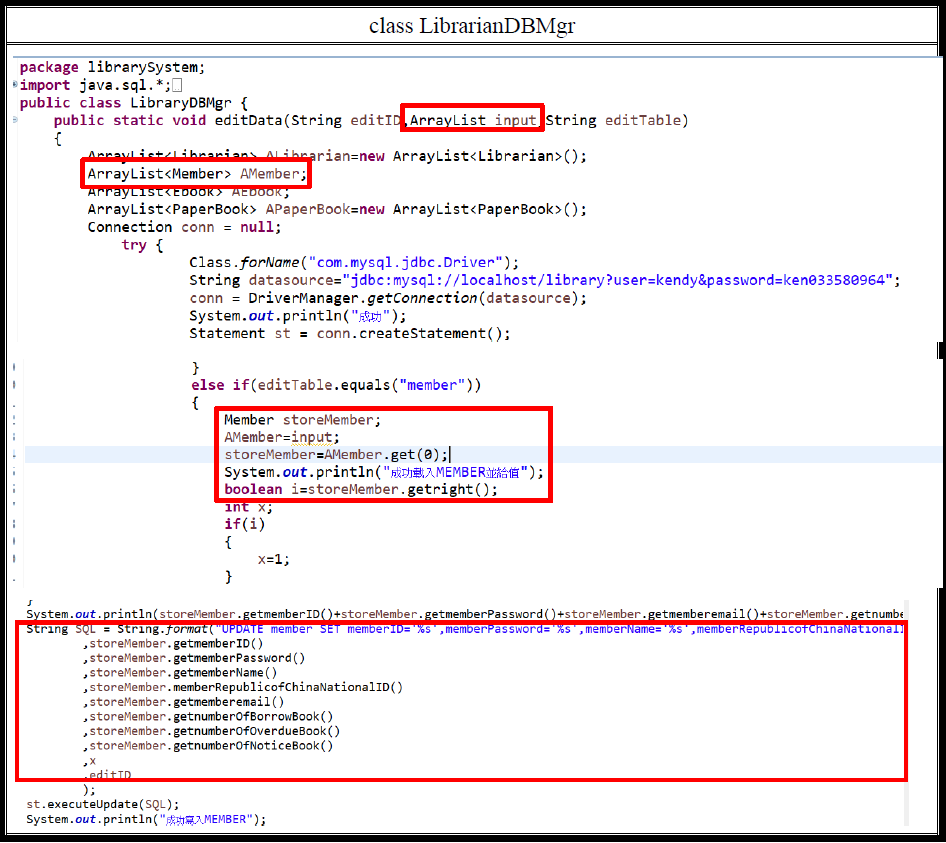 class LibrarianDBMgr
package librarySystem;
import java.sql.*;
public class LibraryDBMgr {
public static void editData(String editID,ArrayList input,String editTable)
{
ArrayList<Librarian> ALibrarian=new ArrayList<Librarian>();
ArrayList<Member> AMember;
ArrayList<Ebook> AEbook;
ArrayList<PaperBook> APaperBook=new ArrayList<PaperBook>();
Connection conn = null;
try {
Class.forName("com.mysql.jdbc.Driver");
String datasource="jdbc:mysql://localhost/library?user=kendy&password=ken033580964";
conn = DriverManager.getConnection(datasource);
System.out.println("成功");
Statement st = conn.createStatement();
}
else if(editTable.equals("member"))
{
Member storeMember;
AMember=input;
storeMember=AMember.get(0);
System.out.println("成功載入MEMBER並給值");
boolean i=storeMember.getright();
int x;
if(i)
{
x=1;
}
}
System.out.println(storeMember.getmemberID()+storeMember.getmemberPassword()+storeMember.getmemberemail()+storeMember.getnumbe
String SQL = String.format("UPDATE member SET memberID='%s',memberPassword='%s',memberName='%s',memberRepublicofChinaNationalI
,storeMember.getmemberID()
,storeMember.getmemberPassword()
,storeMember.getmemberName()
,storeMember.memberRepublicofChinaNationalID()
,storeMember.getmemberemail()
,storeMember.getnumberOfBorrowBook()
,storeMember.getnumberOfOverdueBook()
,storeMember.getnumberOfNoticeBook()
,x
,editID
);
st.executeUpdate(SQL);
System.out.println("成功寫入MEMBER");